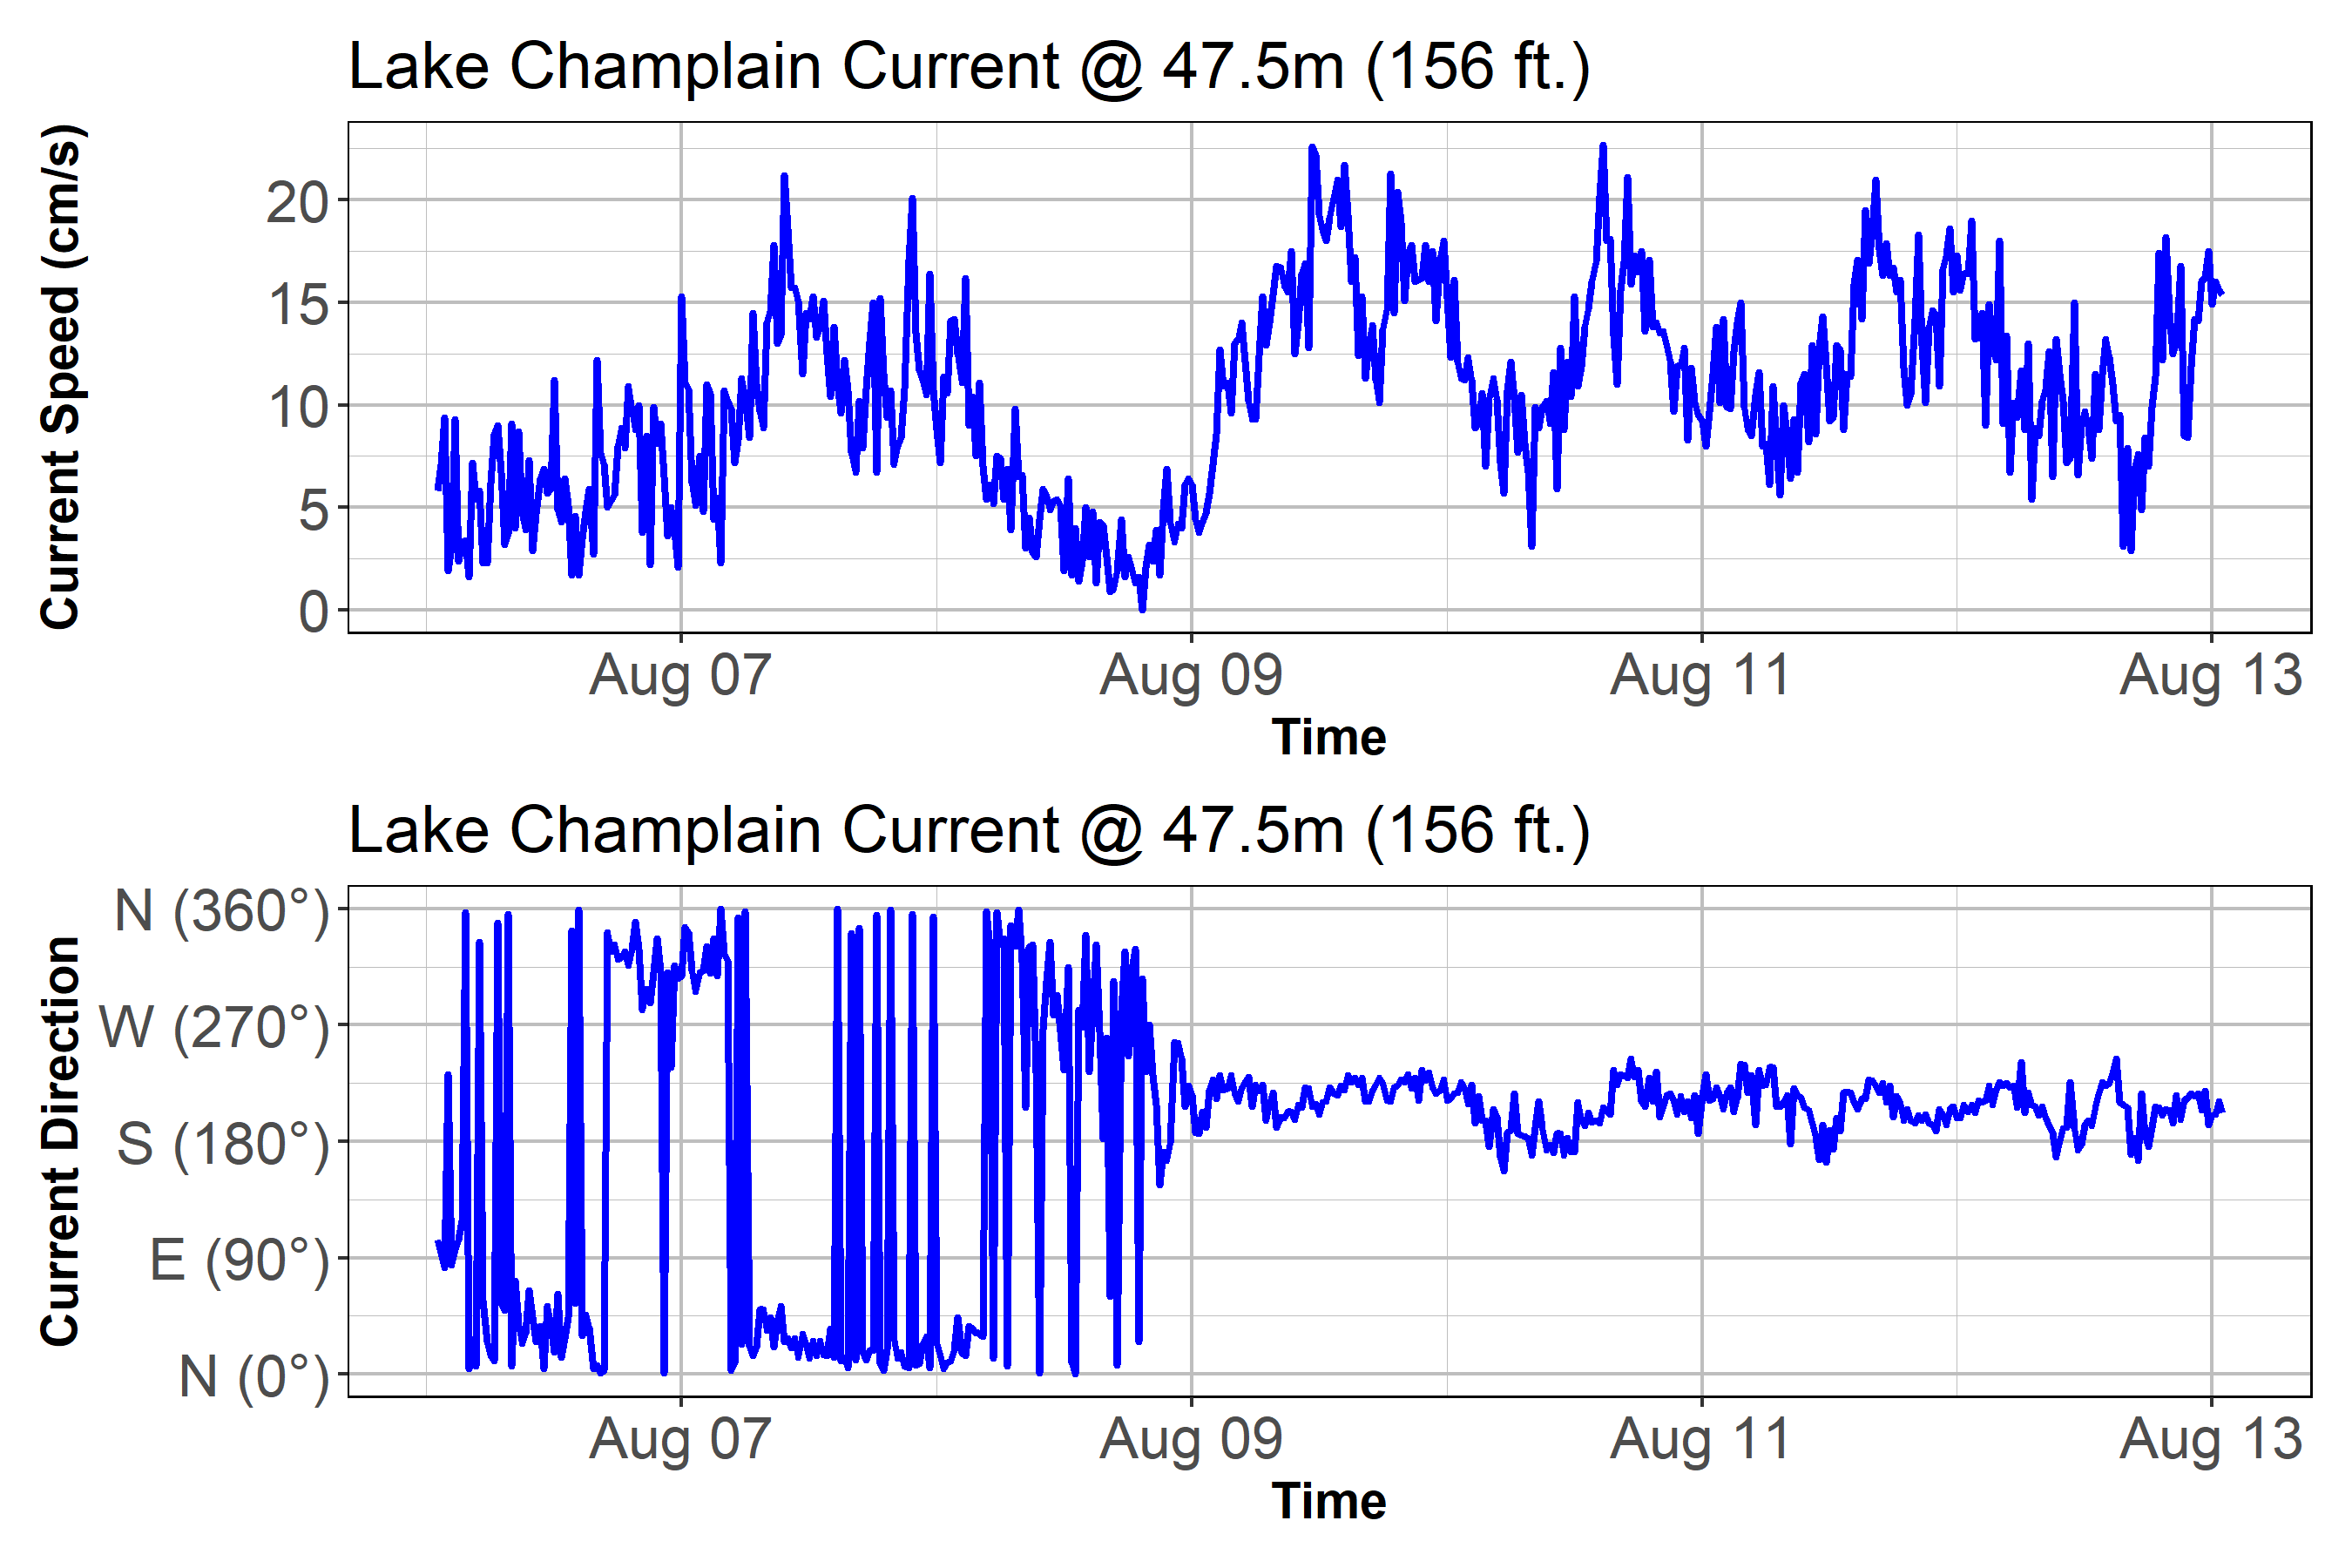 Lake Champlain Current @ 47.5m (156 ft.)
Current Speed (cm/s)
20
15
10
5
0
Aug 07 Aug 09 Aug 11 Aug 13
Time
Lake Champlain Current @ 47.5m (156 ft.)
Current Direction
N (360°)
W (270°)
S (180°)
E (90°)
N (0°)
Aug 07 Aug 09 Aug 11 Aug 13
Time